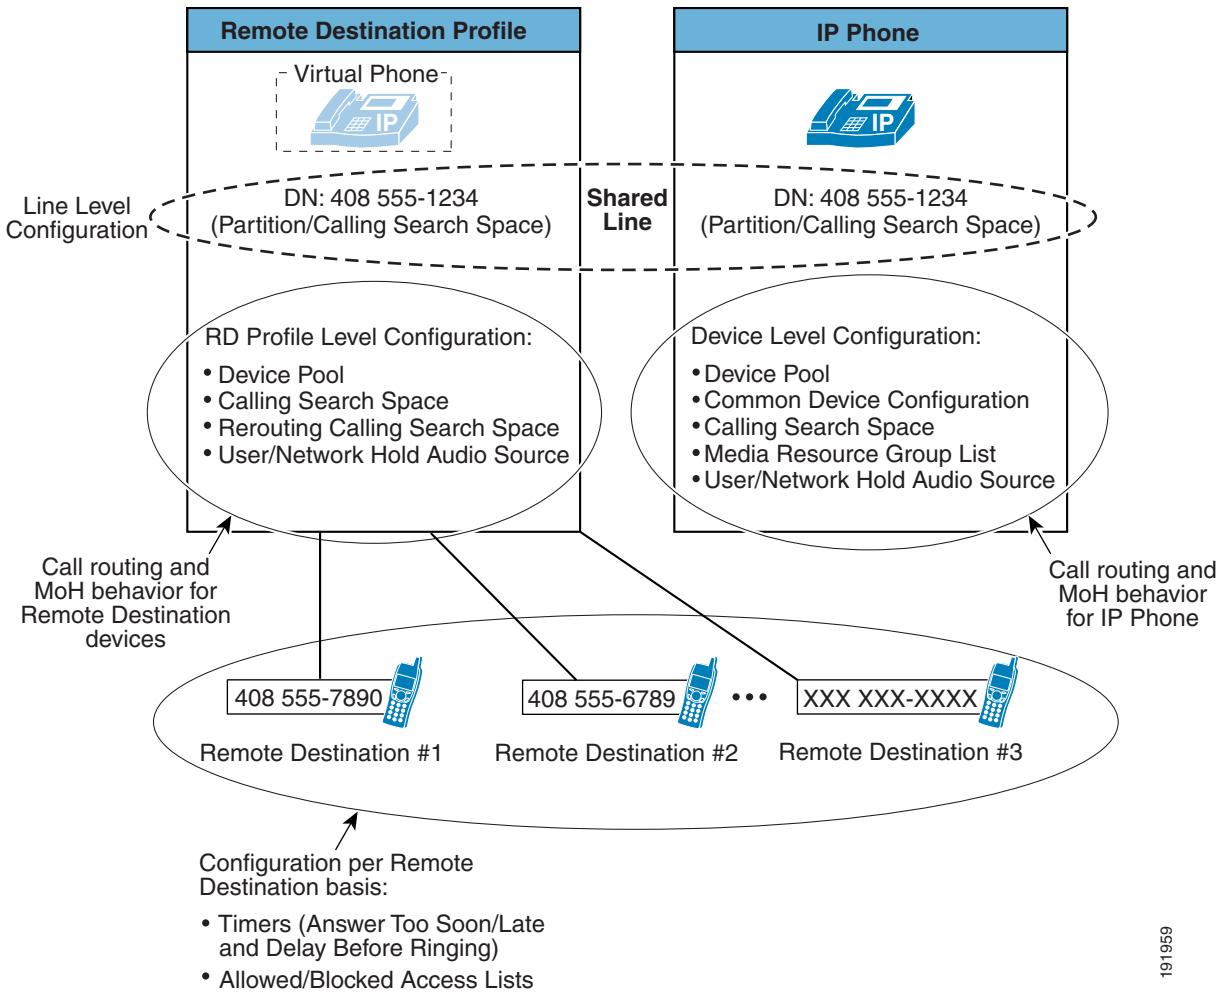 Remote Destination Profile
IP Phone
Virtual Phone
IP
IP
Line Level
Configuration
DN: 408 555-1234
(Partition/Calling Search Space)
Shared
Line
DN: 408 555-1234
(Partition/Calling Search Space)
RD Profile Level Configuration:
• Device Pool
• Calling Search Space
• Rerouting Calling Search Space
• User/Network Hold Audio Source
Device Level Configuration:
• Device Pool
• Common Device Configuration
• Calling Search Space
• Media Resource Group List
• User/Network Hold Audio Source
Call routing and
MoH behavior for
Remote Destination
devices
Call routing and
MoH behavior
for IP Phone
408 555-7890
408 555-6789
•••
XXX XXX-XXXX
Remote Destination #1
Remote Destination #2
Remote Destination #3
Configuration per Remote
Destination basis:
• Timers (Answer Too Soon/Late
and Delay Before Ringing)
• Allowed/Blocked Access Lists
191959